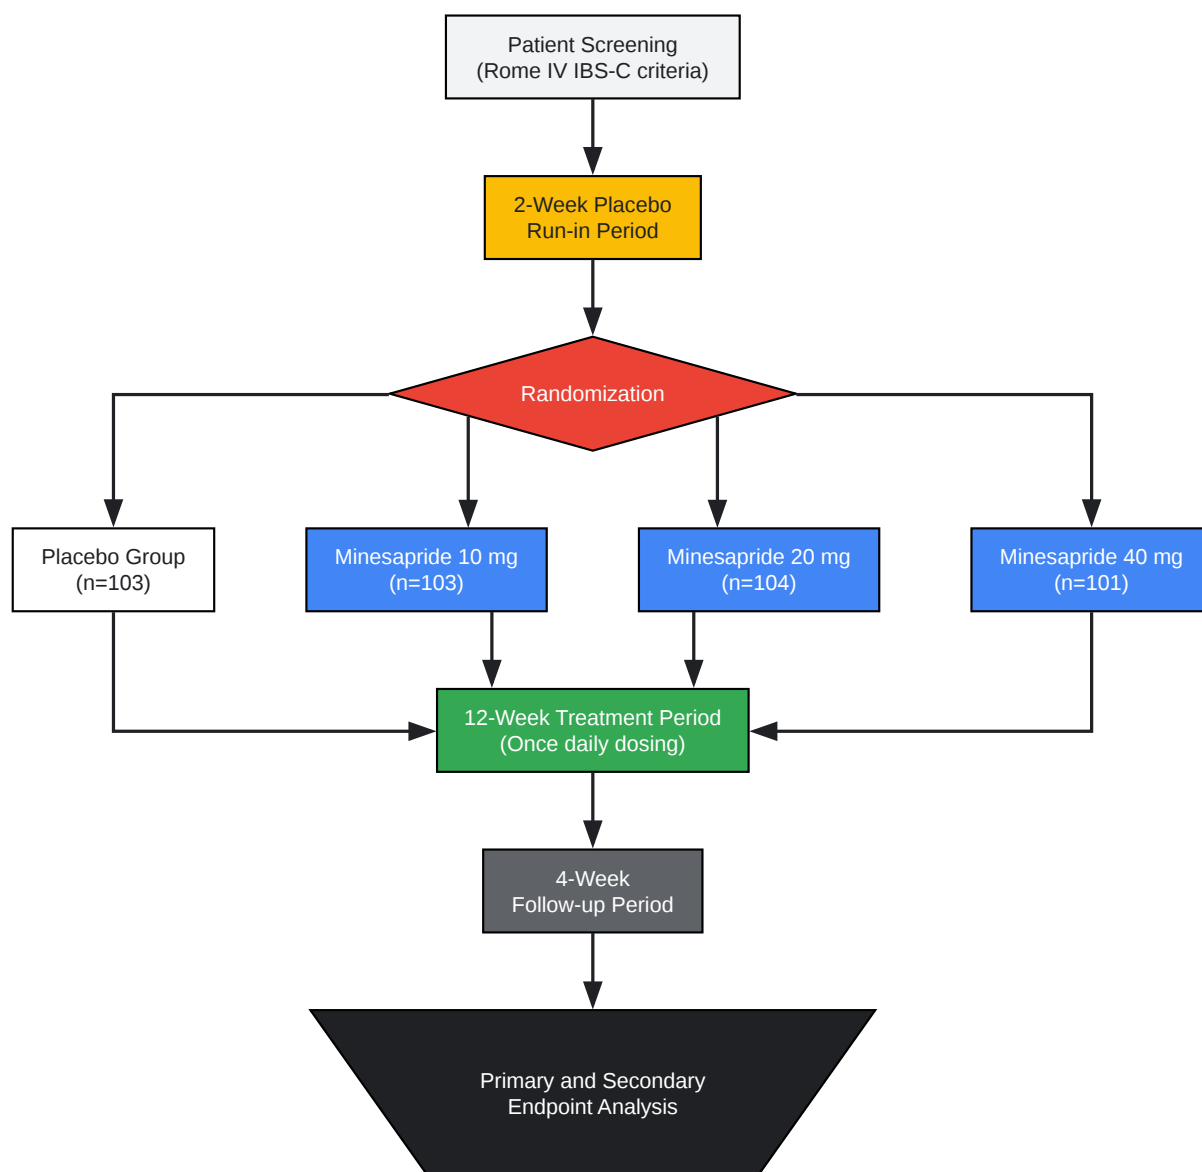 Patient Screening
(Rome IV IBS-C criteria)
2-Week Placebo
Run-in Period
Randomization
Placebo Group
(n=103)
Minesapride 10 mg
(n=103)
Minesapride 20 mg
(n=104)
Minesapride 40 mg
(n=101)
12-Week Treatment Period
(Once daily dosing)
4-Week
Follow-up Period
Primary and Secondary
Endpoint Analysis